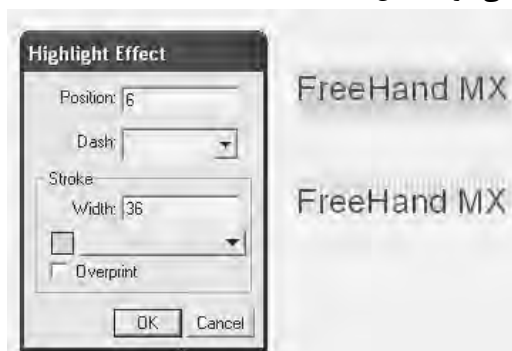 Highlight Effect
Position: 6
Dash:
Stroke
Width: 36
Overprint
OK Cancel
FreeHand MX
FreeHand MX